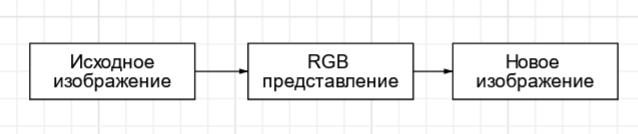 Исходное
изображение
RGB
представление
Новое
изображение